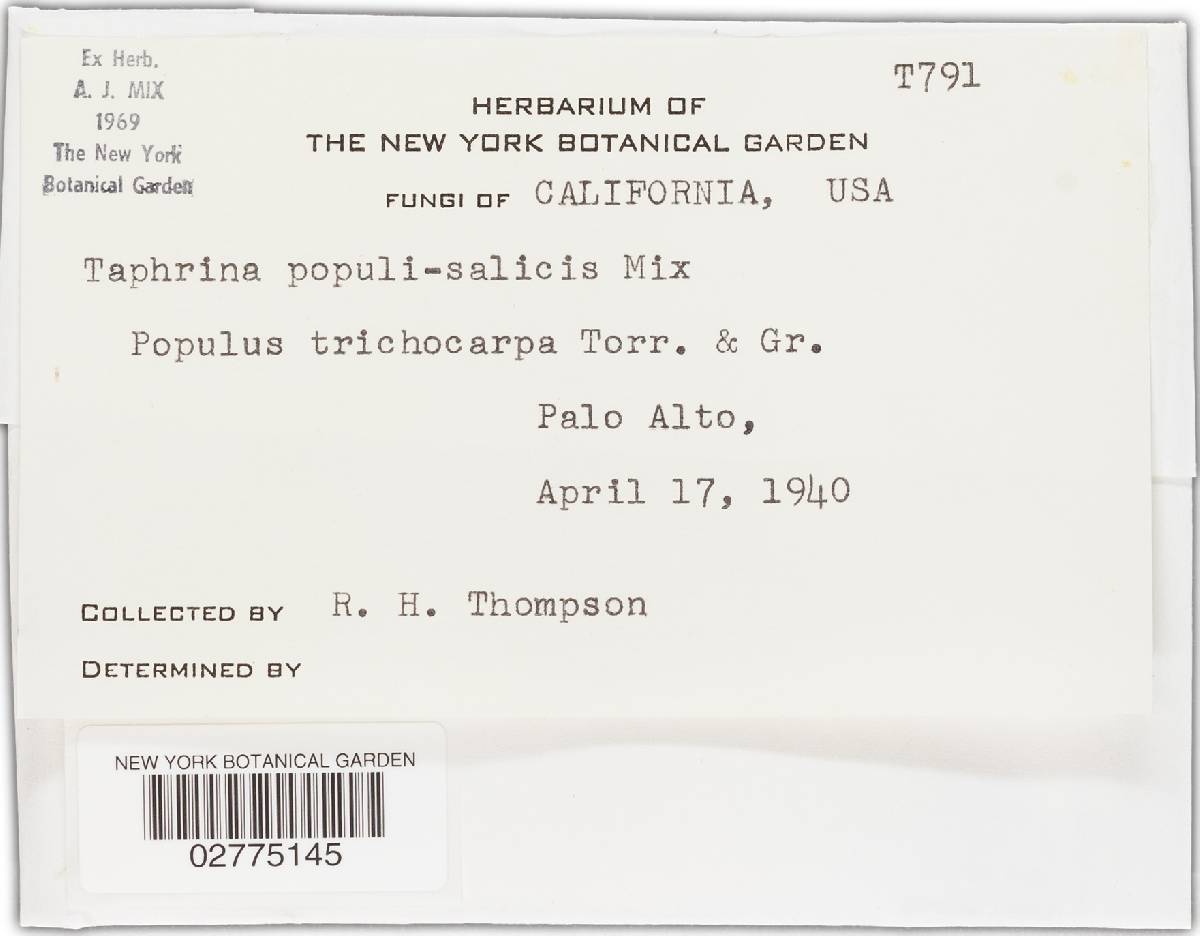 Ex Herb.
A. J. MIX
1969
The New York
Botanical Garden
T791
HERBARIUM OF
THE NEW YORK BOTANICAL GARDEN
FUNGI OF CALIFORNIA, USA
Taphrina populi-salicis Mix
Populus trichocarpa Torr. & Gr.
Palo Alto,
April 17, 1940
COLLECTED BY R. H. Thompson
DETERMINED BY
NEW YORK BOTANICAL GARDEN
02775145